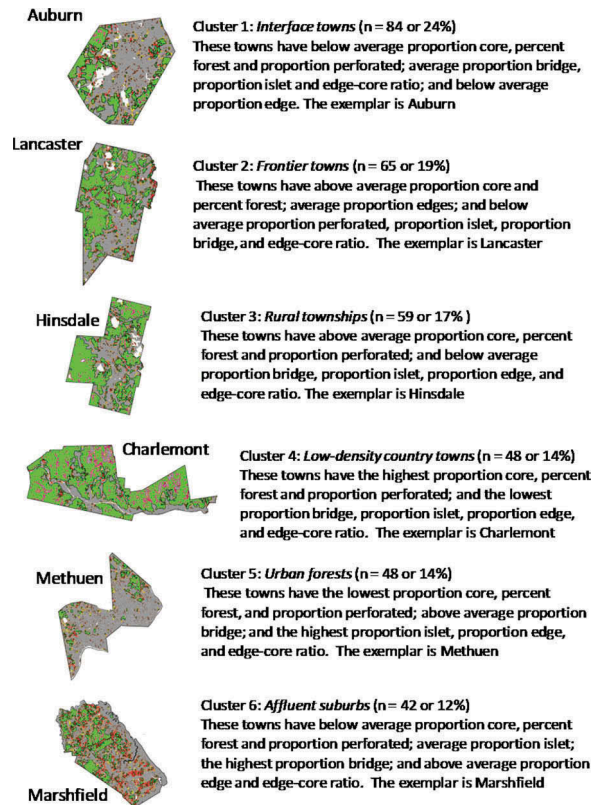 Auburn
Cluster 1: Interface towns (n = 84 or 24%)
These towns have below average proportion core, percent
forest and proportion perforated; average proportion bridge,
proportion islet and edge-core ratio; and below average
proportion edge. The exemplar is Auburn
Lancaster
Cluster 2: Frontier towns (n = 65 or 19%)
These towns have above average proportion core and
percent forest; average proportion edges; and below
average proportion perforated, proportion islet, proportion
bridge, and edge-core ratio. The exemplar is Lancaster
Hinsdale
Cluster 3: Rural townships (n = 59 or 17% )
These towns have above average proportion core, percent
forest and proportion perforated; and below average
proportion bridge, proportion islet, proportion edge, and
edge-core ratio. The exemplar is Hinsdale
Charlemont
Cluster 4: Low-density country towns (n = 48 or 14%)
These towns have the highest proportion core, percent
forest and proportion perforated; and the lowest
proportion bridge, proportion islet, proportion edge,
and edge-core ratio. The exemplar is Charlemont
Methuen
Cluster 5: Urban forests (n = 48 or 14%)
These towns have the lowest proportion core, percent
forest, and proportion perforated; above average proportion
bridge; and the highest proportion islet, proportion edge,
and edge-core ratio. The exemplar is Methuen
Cluster 6: Affluent suburbs (n = 42 or 12%)
These towns have below average proportion core, percent
forest and proportion perforated; average proportion islet;
the highest proportion bridge; and above average proportion
edge and edge-core ratio. The exemplar is Marshfield
Marshfield